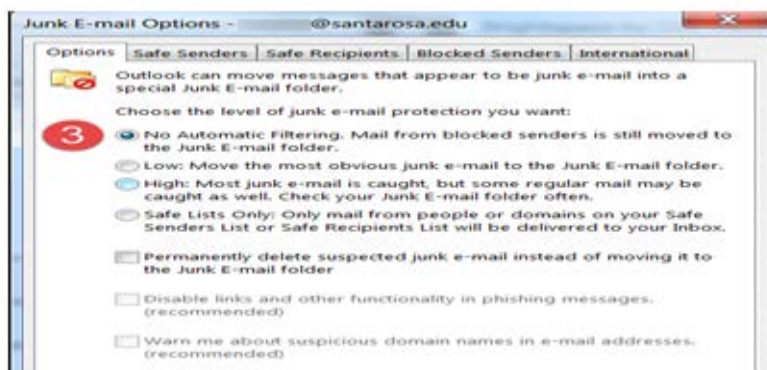 Junk E-mail Options - @santarosa.edu
Options Safe Senders Safe Recipients Blocked Senders International
Outlook can move messages that appear to be junk e-mail into a
special Junk E-mail folder.
Choose the level of junk e-mail protection you want:
3
No Automatic Filtering. Mail from blocked senders is still moved to
the Junk E-mail folder.
Low: Move the most obvious junk e-mail to the Junk E-mail folder.
High: Most junk e-mail is caught, but some regular mail may be
caught as well. Check your Junk E-mail folder often.
Safe Lists Only: Only mail from people or domains on your Safe
Senders List or Safe Recipients List will be delivered to your Inbox.
Permanently delete suspected junk e-mail instead of moving it to
the Junk E-mail folder
Disable links and other functionality in phishing messages.
(recommended)
Warn me about suspicious domain names in e-mail addresses.
(recommended)